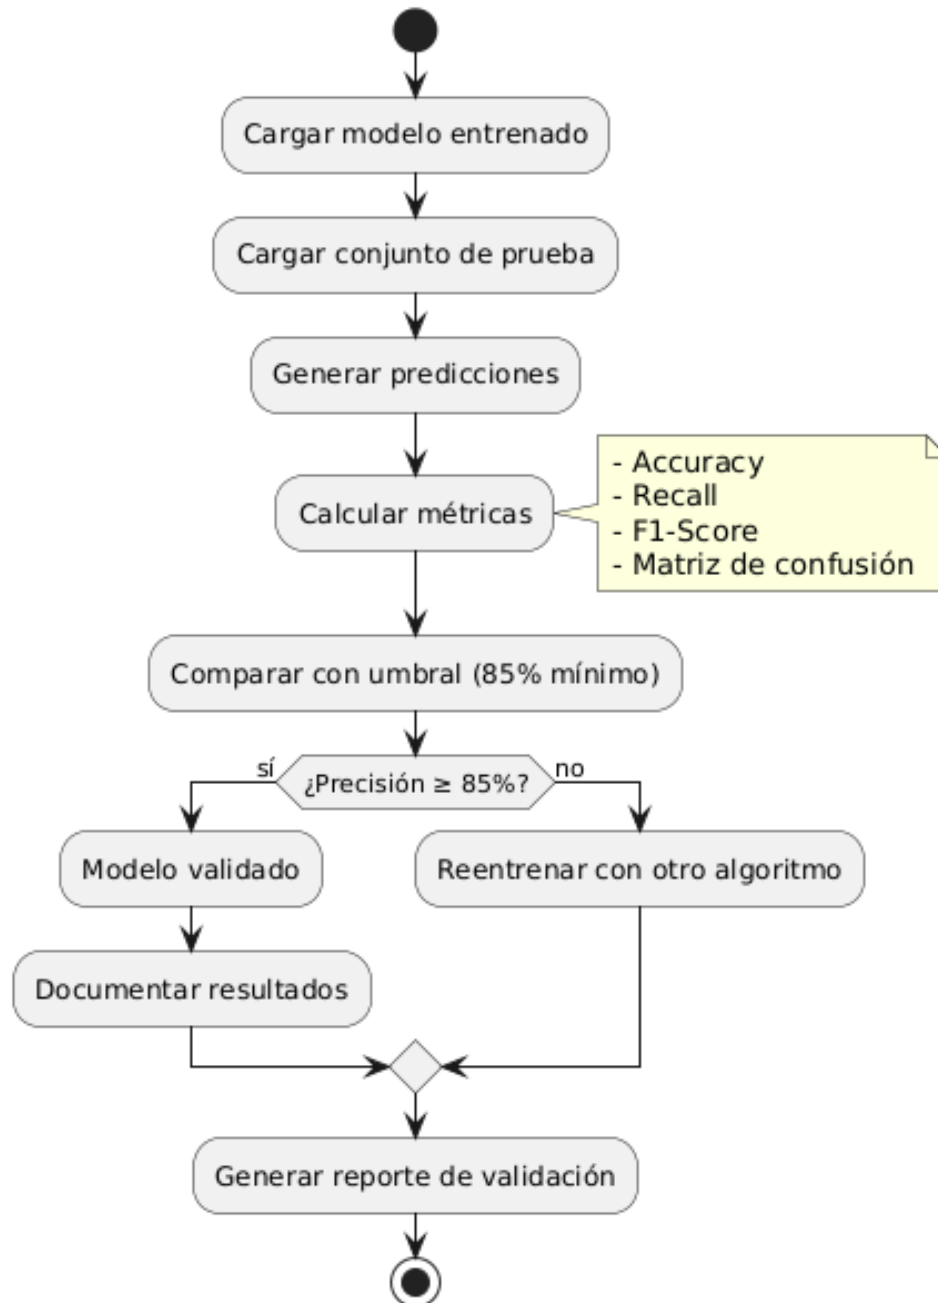 Cargar modelo entrenado
Cargar conjunto de prueba
Generar predicciones
Calcular métricas
- Accuracy
- Recall
- F1-Score
- Matriz de confusión
Comparar con umbral (85% mínimo)
sí
¿Precisión ≥ 85%?
no
Modelo validado
Reentrenar con otro algoritmo
Documentar resultados
Generar reporte de validación